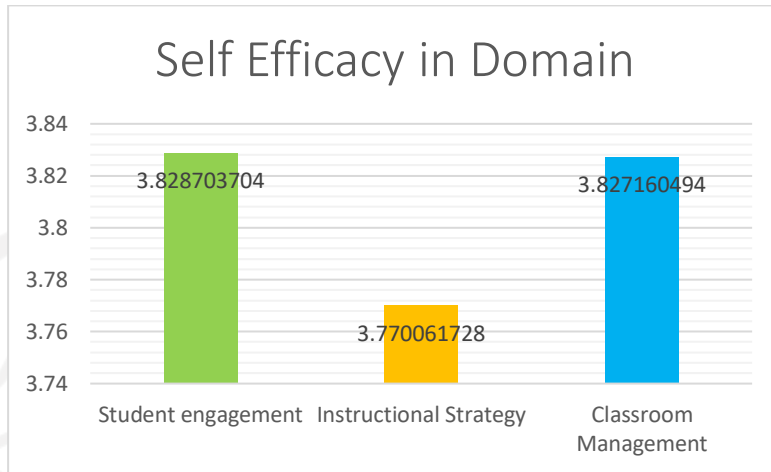 Self Efficacy in Domain
3.84
3.82
3.8
3.78
3.76
3.74
3.828703704
3.770061728
3.827160494
Student engagement
Instructional Strategy
Classroom
Management